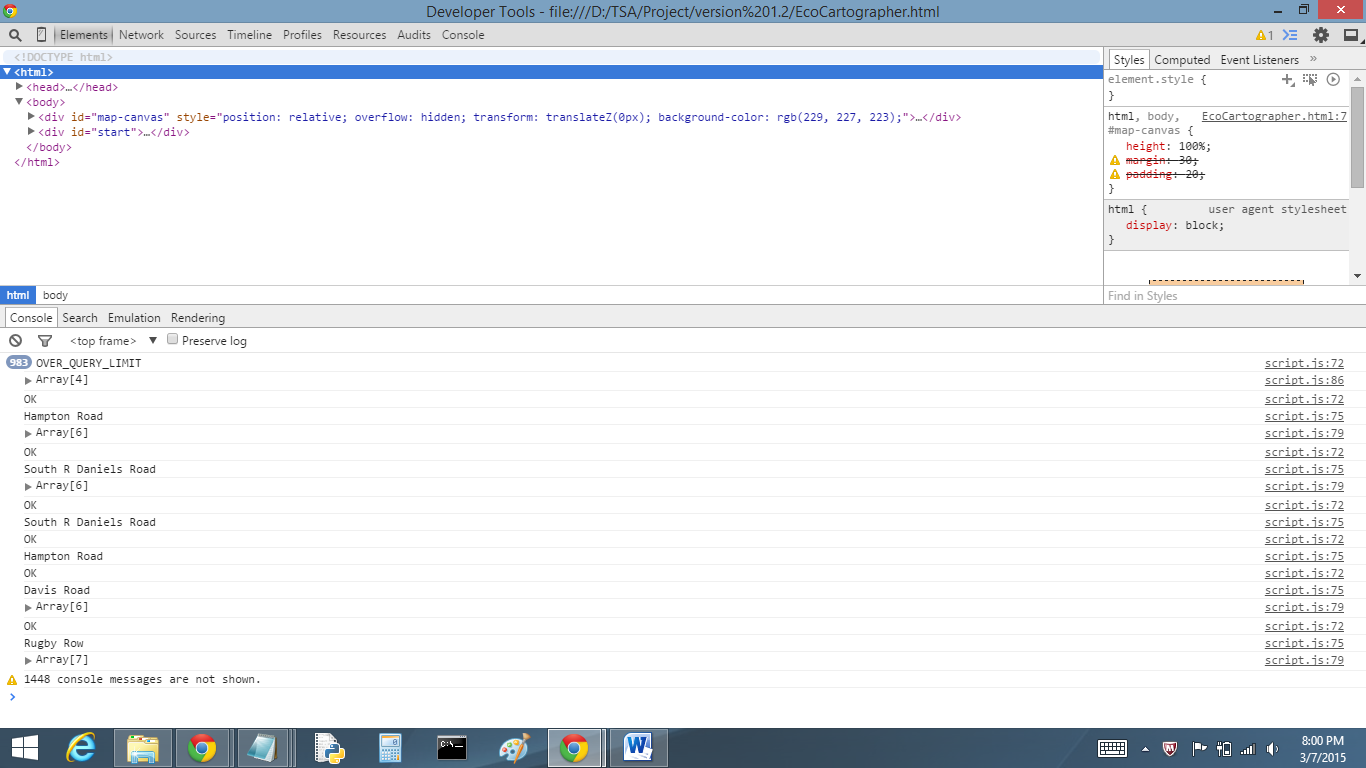 Developer Tools - file:///D:/TSA/Project/version%201.2/EcoCartographer.html
Elements Network Sources Timeline Profiles Resources Audits Console 1
<!DOCTYPE html>
<html>
<head>…</head>
<body>
<div id="map-canvas" style="position: relative; overflow: hidden; transform: translateZ(0px); background-color: rgb(229, 227, 223);">…</div>
<div id="start">…</div>
</body>
</html>
html body
Styles Computed Event Listeners »
element.style {
}
html, body, EcoCartographer.html:7
#map-canvas {
height: 100%;
margin: 30;
padding: 20;
}
html { user agent stylesheet
display: block;
}
Find in Styles
Console Search Emulation Rendering
<top frame> ▼ Preserve log
983 OVER_QUERY_LIMIT script.js:72
Array[4] script.js:86
OK script.js:72
Hampton Road script.js:75
Array[6] script.js:79
OK script.js:72
South R Daniels Road script.js:75
Array[6] script.js:79
OK script.js:72
South R Daniels Road script.js:75
OK script.js:72
Hampton Road script.js:75
OK script.js:72
Davis Road script.js:75
Array[6] script.js:79
OK script.js:72
Rugby Row script.js:75
Array[7] script.js:79
1448 console messages are not shown.
8:00 PM
3/7/2015